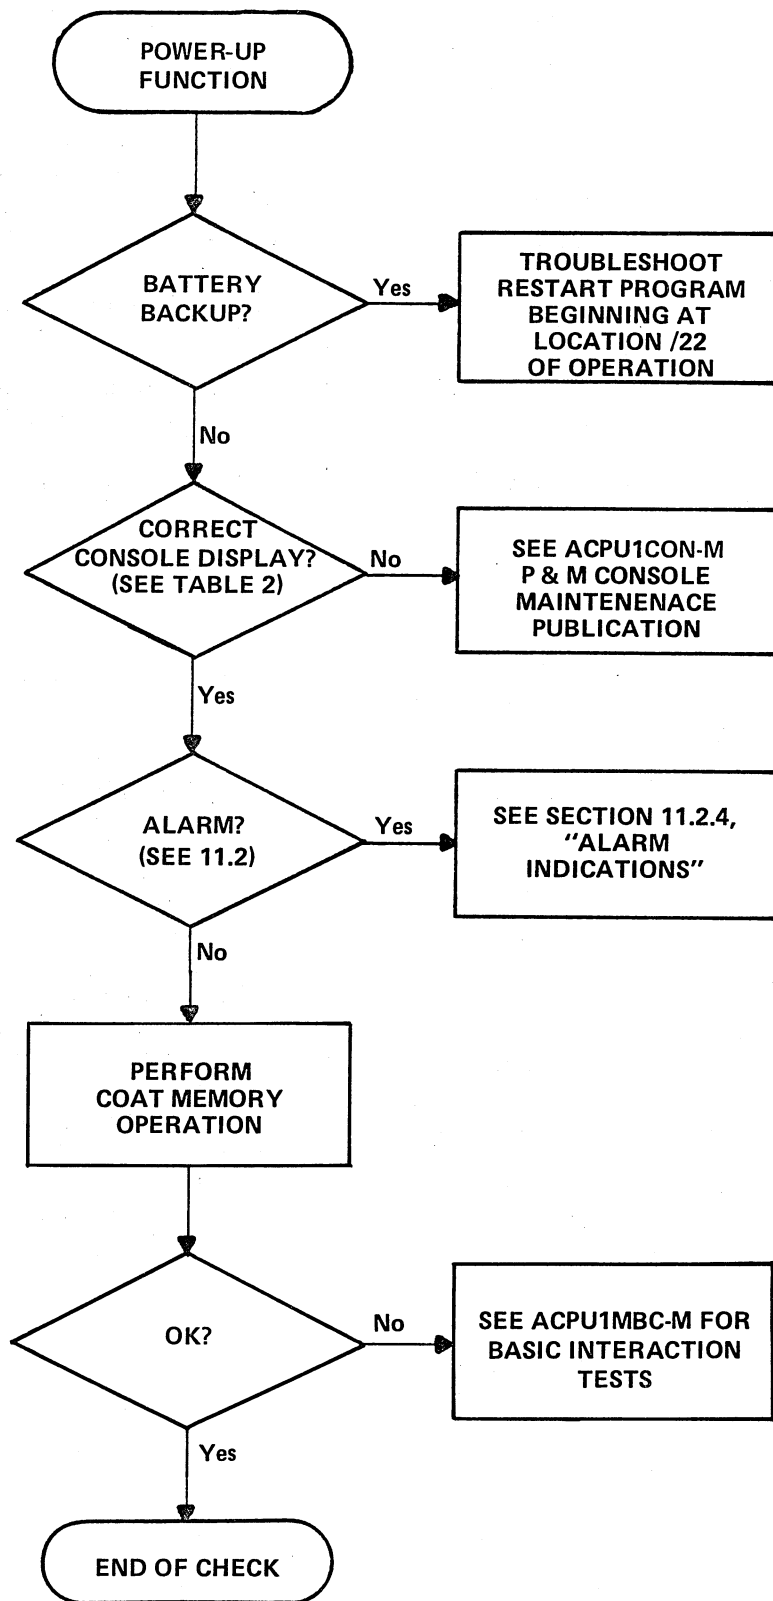 POWER-UP
FUNCTION
BATTERY
BACKUP?
Yes
TROUBLESHOOT
RESTART PROGRAM
BEGINNING AT
LOCATION /22
OF OPERATION
No
CORRECT
CONSOLE DISPLAY?
(SEE TABLE 2)
No
SEE ACPU1CON-M
P & M CONSOLE
MAINTENENACE
PUBLICATION
Yes
ALARM?
(SEE 11.2)
Yes
SEE SECTION 11.2.4,
"ALARM
INDICATIONS"
No
PERFORM
COAT MEMORY
OPERATION
OK?
No
SEE ACPU1MBC-M FOR
BASIC INTERACTION
TESTS
Yes
END OF CHECK